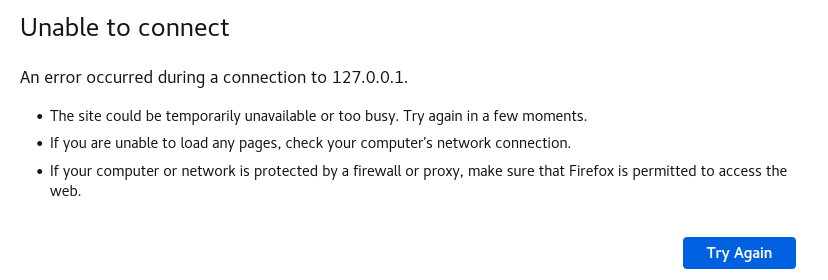 Unable to connect
An error occurred during a connection to 127.0.0.1.
• The site could be temporarily unavailable or too busy. Try again in a few moments.
• If you are unable to load any pages, check your computer’s network connection.
• If your computer or network is protected by a firewall or proxy, make sure that Firefox is permitted to access the
web.
Try Again